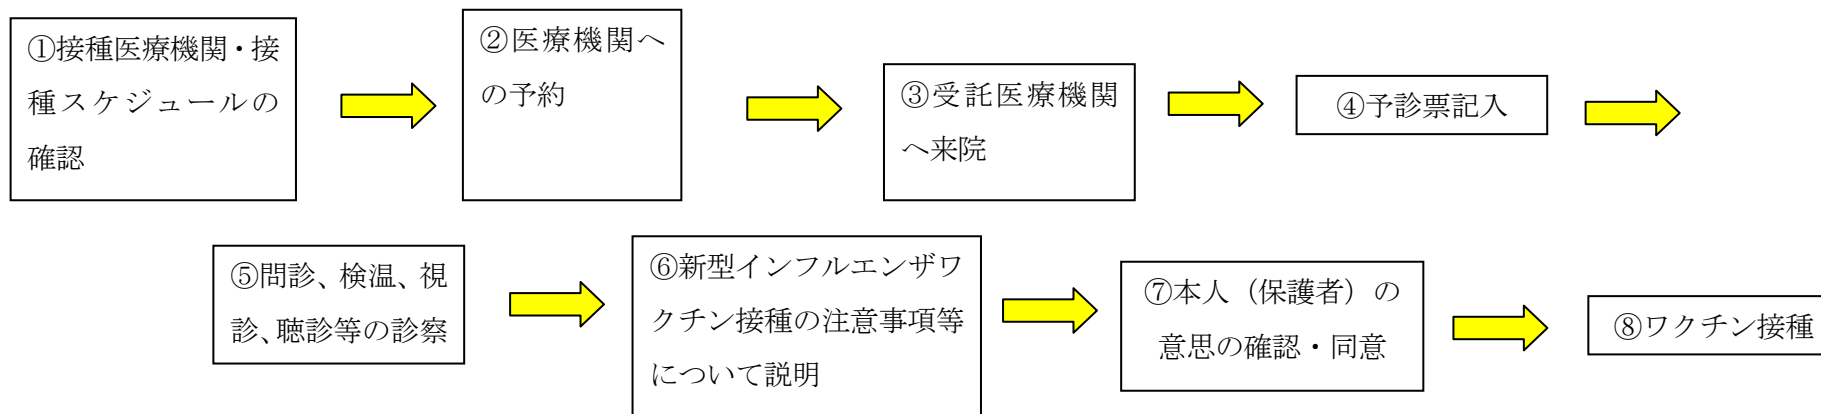 ①接種医療機関・接
種スケジュールの
確認
②医療機関へ
の予約
③受託医療機関
へ来院
④予診票記入
⑤問診、検温、視
診、聴診等の診察
⑥新型インフルエンザワ
クチン接種の注意事項等
について説明
⑦本人（保護者）の
意思の確認・同意
⑧ワクチン接種